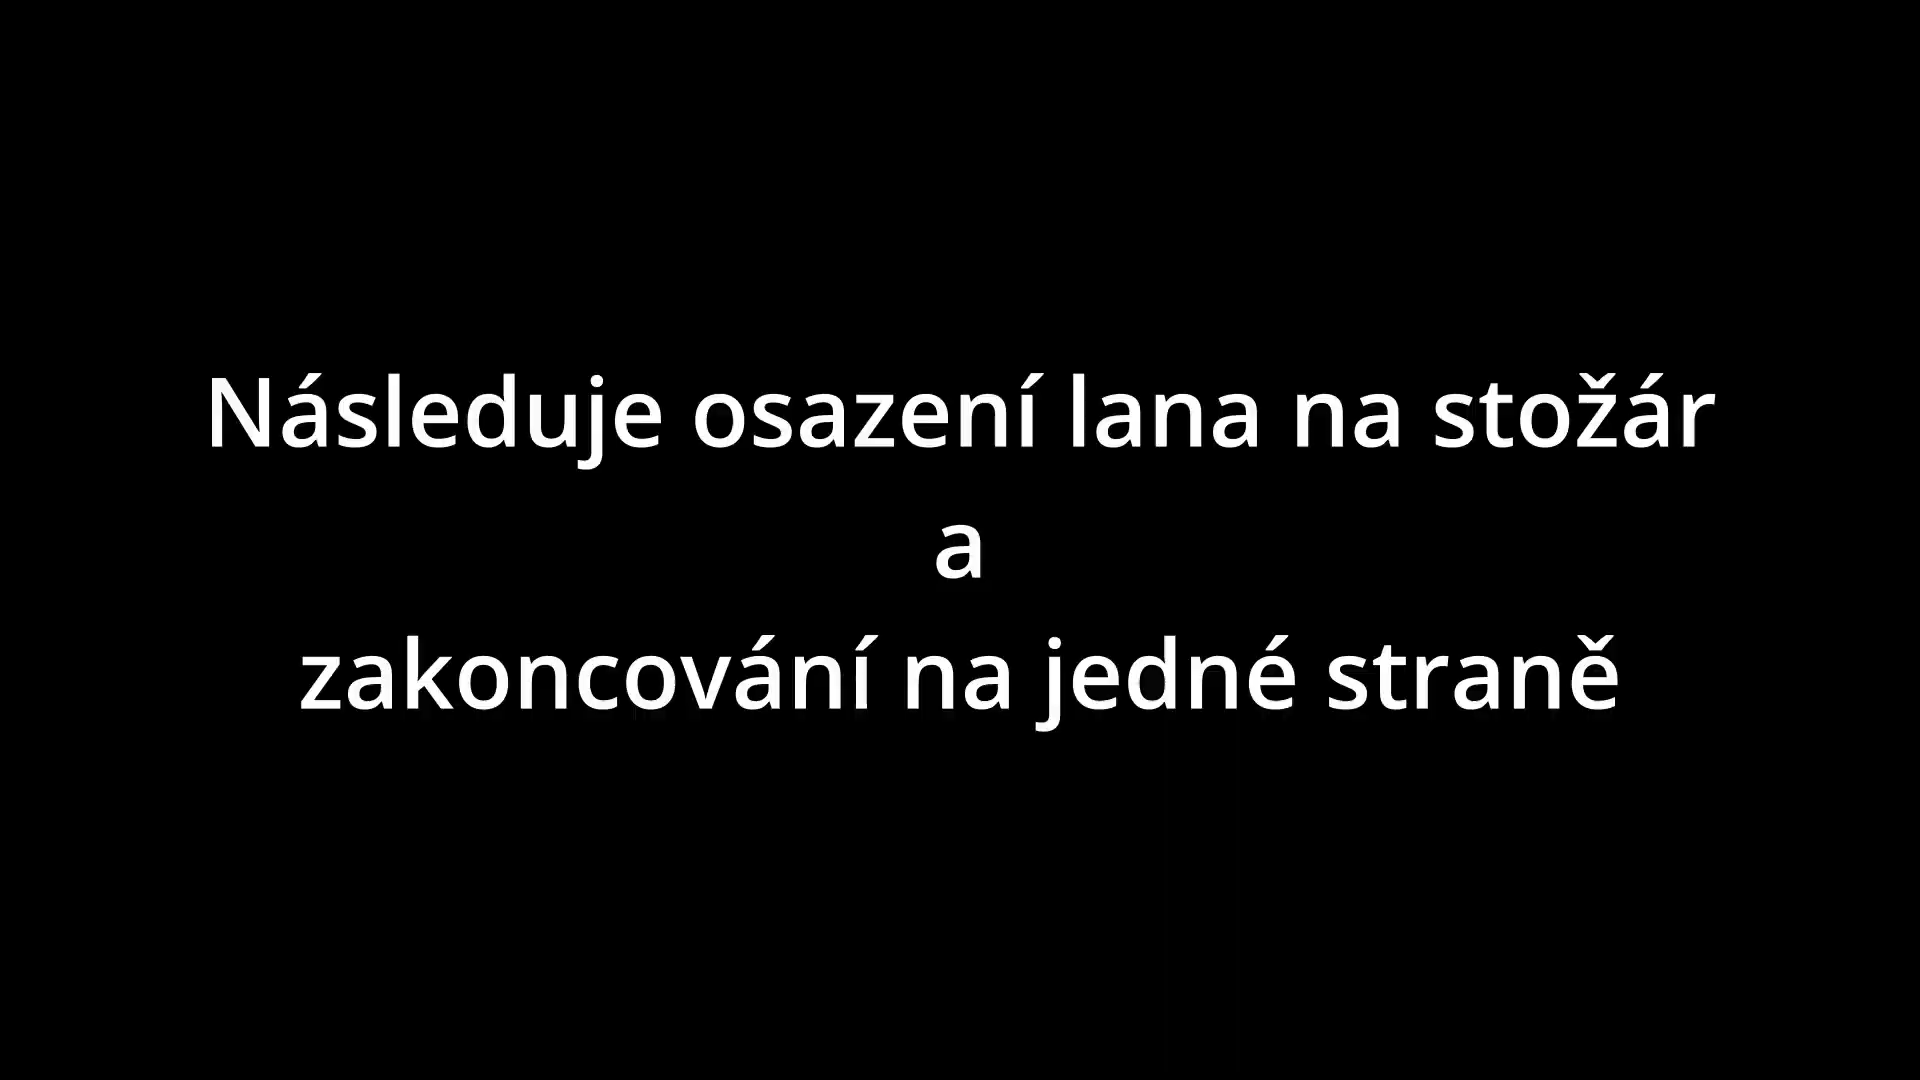 Následuje osazení lana na stožár
a
zakoncování na jedné straně